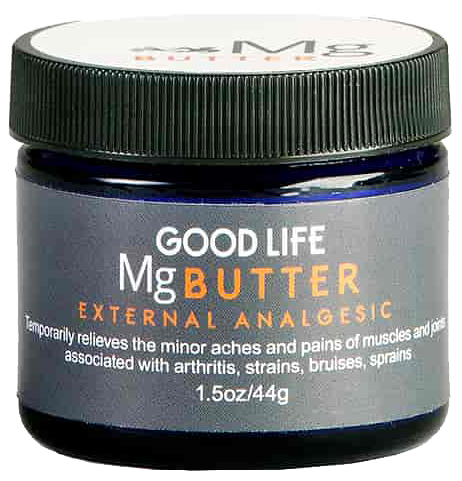 Mg
BUTTER
GOOD LIFE
Mg BUTTER
EXTERNAL ANALGESIC
Temporarily relieves the minor aches and pains of muscles and joints
associated with arthritis, strains, bruises, sprains
1.5oz/44g